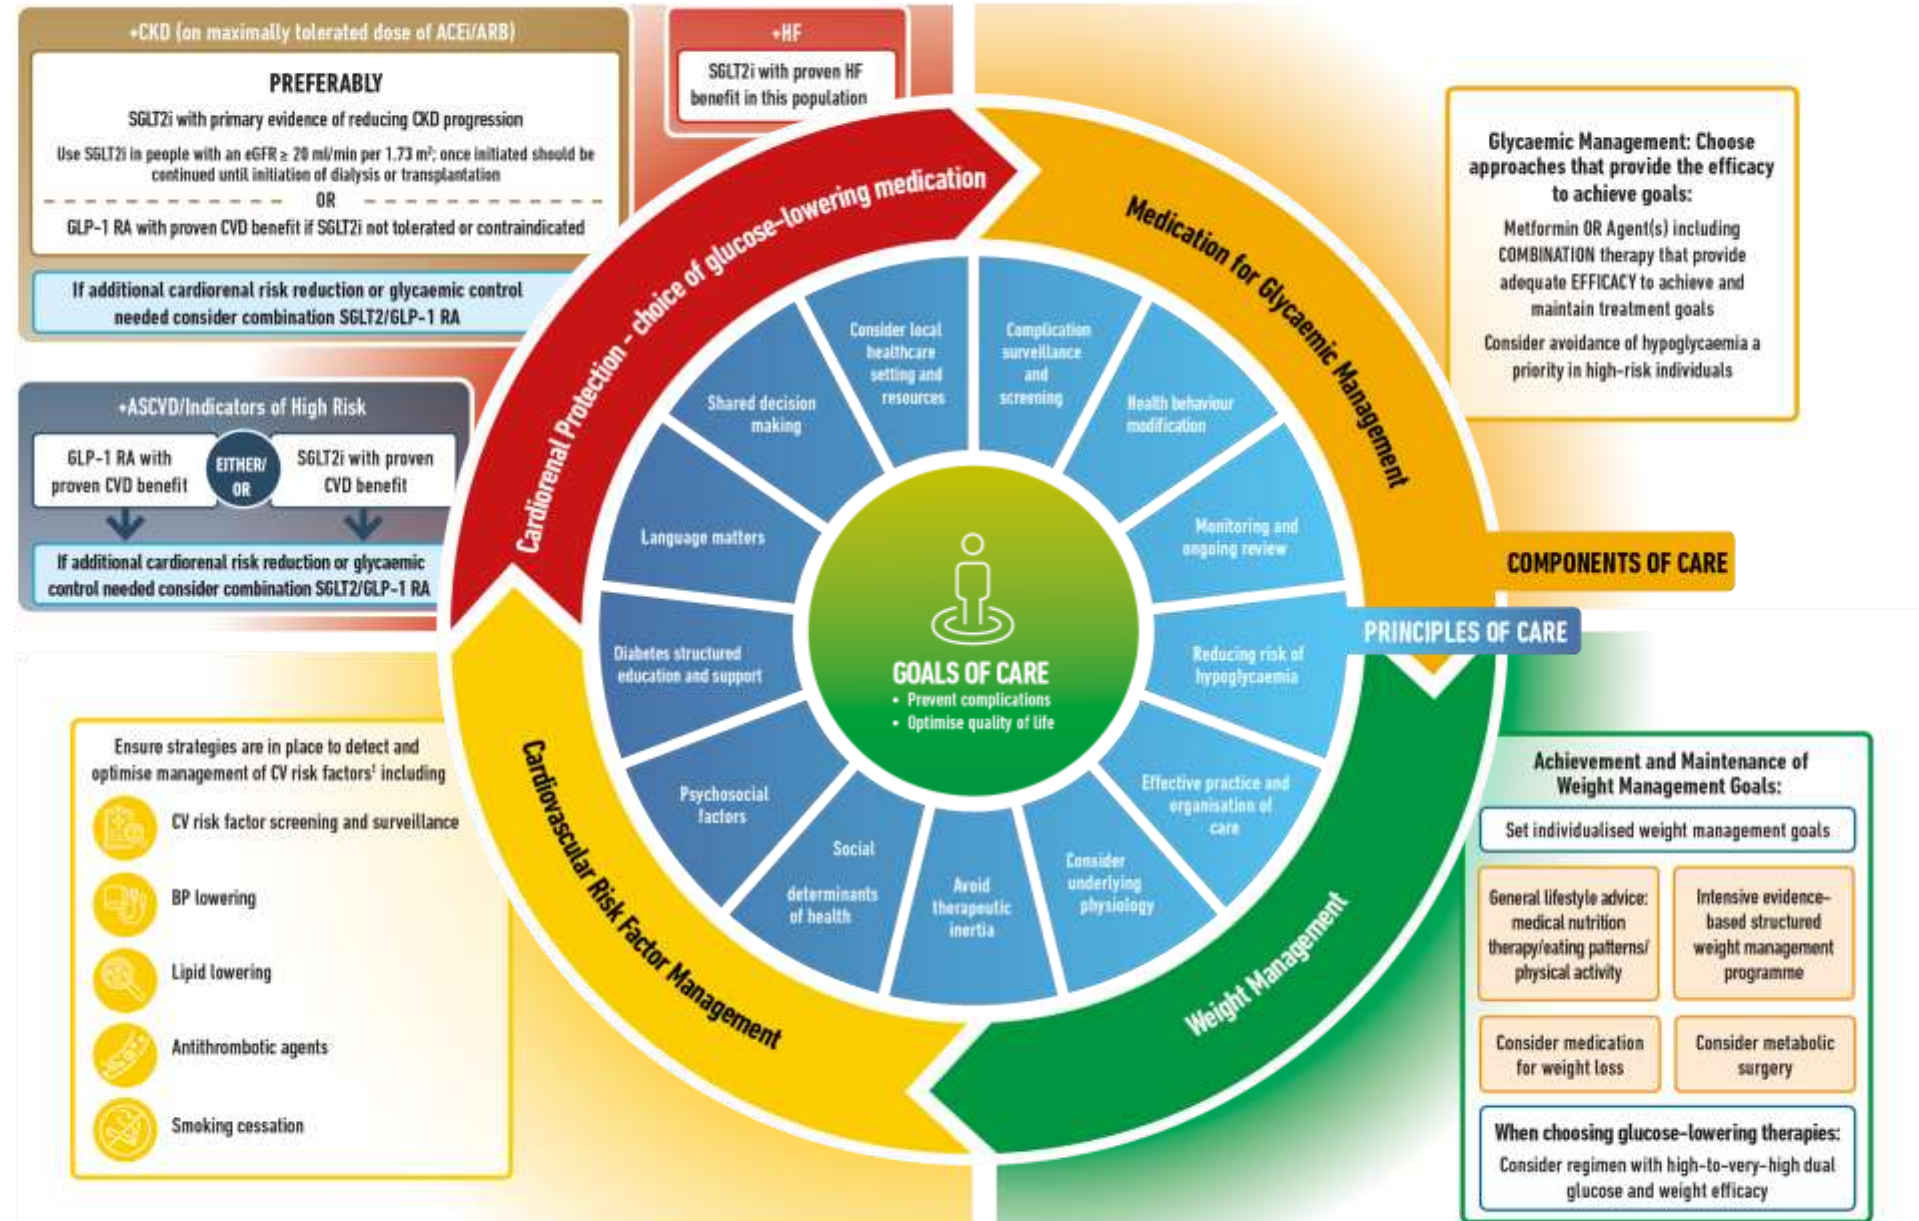 +CKD (on maximally tolerated dose of ACEi/ARB)
PREFERABLY
SGLT2i with primary evidence of reducing CKD progression
Use SGLT2i in people with an eGFR ≥ 20 ml/min per 1.73 m²; once initiated should be
continued until initiation of dialysis or transplantation
OR
GLP-1 RA with proven CVD benefit if SGLT2i not tolerated or contraindicated
If additional cardiorenal risk reduction or glycaemic control
needed consider combination SGLT2/GLP-1 RA
+HF
SGLT2i with proven HF
benefit in this population
+ASCVD/Indicators of High Risk
GLP-1 RA with
proven CVD benefit
EITHER/
OR
SGLT2i with proven
CVD benefit
If additional cardiorenal risk reduction or glycaemic
control needed consider combination SGLT2/GLP-1 RA
Glycaemic Management: Choose
approaches that provide the efficacy
to achieve goals:
Metformin OR Agent(s) including
COMBINATION therapy that provide
adequate EFFICACY to achieve and
maintain treatment goals
Consider avoidance of hypoglycaemia a
priority in high-risk individuals
Cardiorenal Protection - choice of glucose-lowering medication
Medication for Glycaemic Management
Weight Management
Cardiovascular Risk Factor Management
COMPONENTS OF CARE
PRINCIPLES OF CARE
Consider local
healthcare
setting and
resources
Complication
surveillance
and
screening
Health behaviour
modification
Monitoring and
ongoing review
Reducing risk of
hypoglycaemia
Effective practice and
organisation of
care
Consider
underlying
physiology
Avoid
therapeutic
inertia
Social
determinants
of health
Psychosocial
factors
Diabetes structured
education and support
Language matters
Shared decision
making
GOALS OF CARE
• Prevent complications
• Optimise quality of life
Ensure strategies are in place to detect and
optimise management of CV risk factors¹ including
CV risk factor screening and surveillance
BP lowering
Lipid lowering
Antithrombotic agents
Smoking cessation
Achievement and Maintenance of
Weight Management Goals:
Set individualised weight management goals
General lifestyle advice:
medical nutrition
therapy/eating patterns/
physical activity
Intensive evidence-
based structured
weight management
programme
Consider medication
for weight loss
Consider metabolic
surgery
When choosing glucose-lowering therapies:
Consider regimen with high-to-very-high dual
glucose and weight efficacy